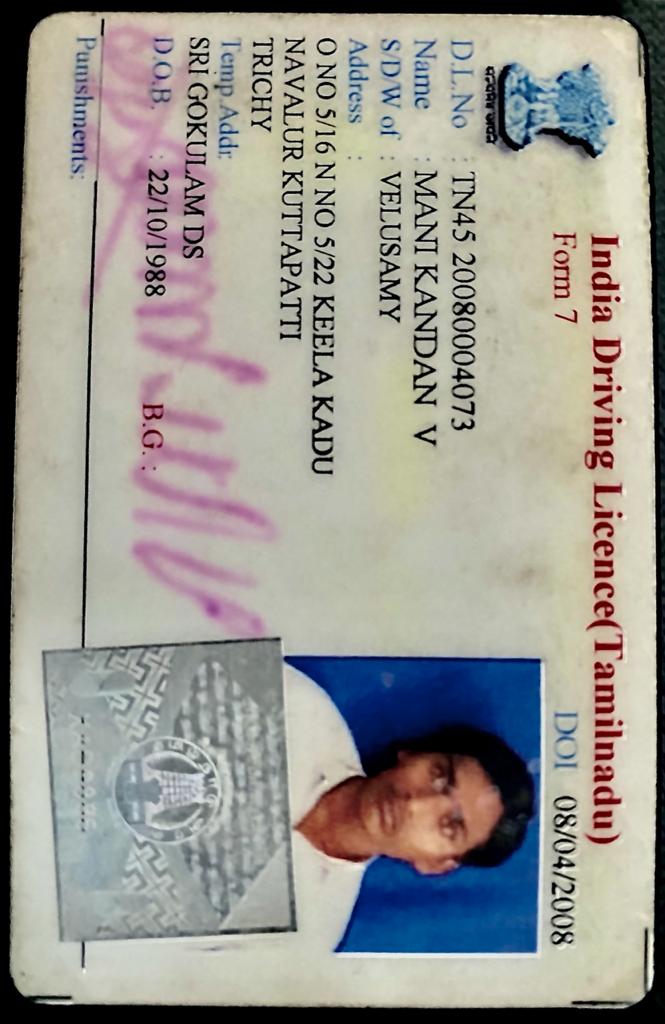 India Driving Licence(Tamilnadu)
Form 7
DOI 08/04/2008
सत्यमेव जयते
D.L.No : TN45 20080004073
Name : MANI KANDAN V
S/D/W of : VELUSAMY
Address :
O NO 5/16 N NO 5/22 KEELA KADU
NAVALUR KUTTAPATTI
TRICHY
Temp.Addr:
SRI GOKULAM DS
D.O.B. : 22/10/1988 B.G. :
Punishments: